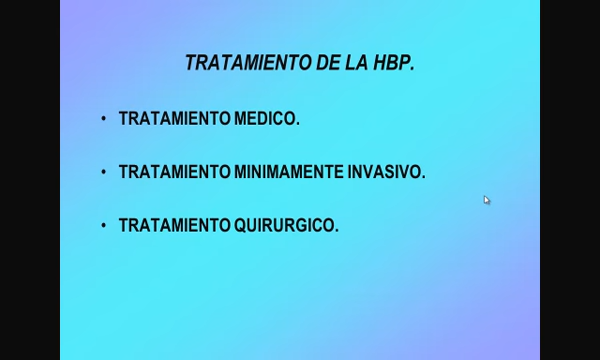 TRATAMIENTO DE LA HBP.
• TRATAMIENTO MEDICO.
• TRATAMIENTO MINIMAMENTE INVASIVO.
• TRATAMIENTO QUIRURGICO.